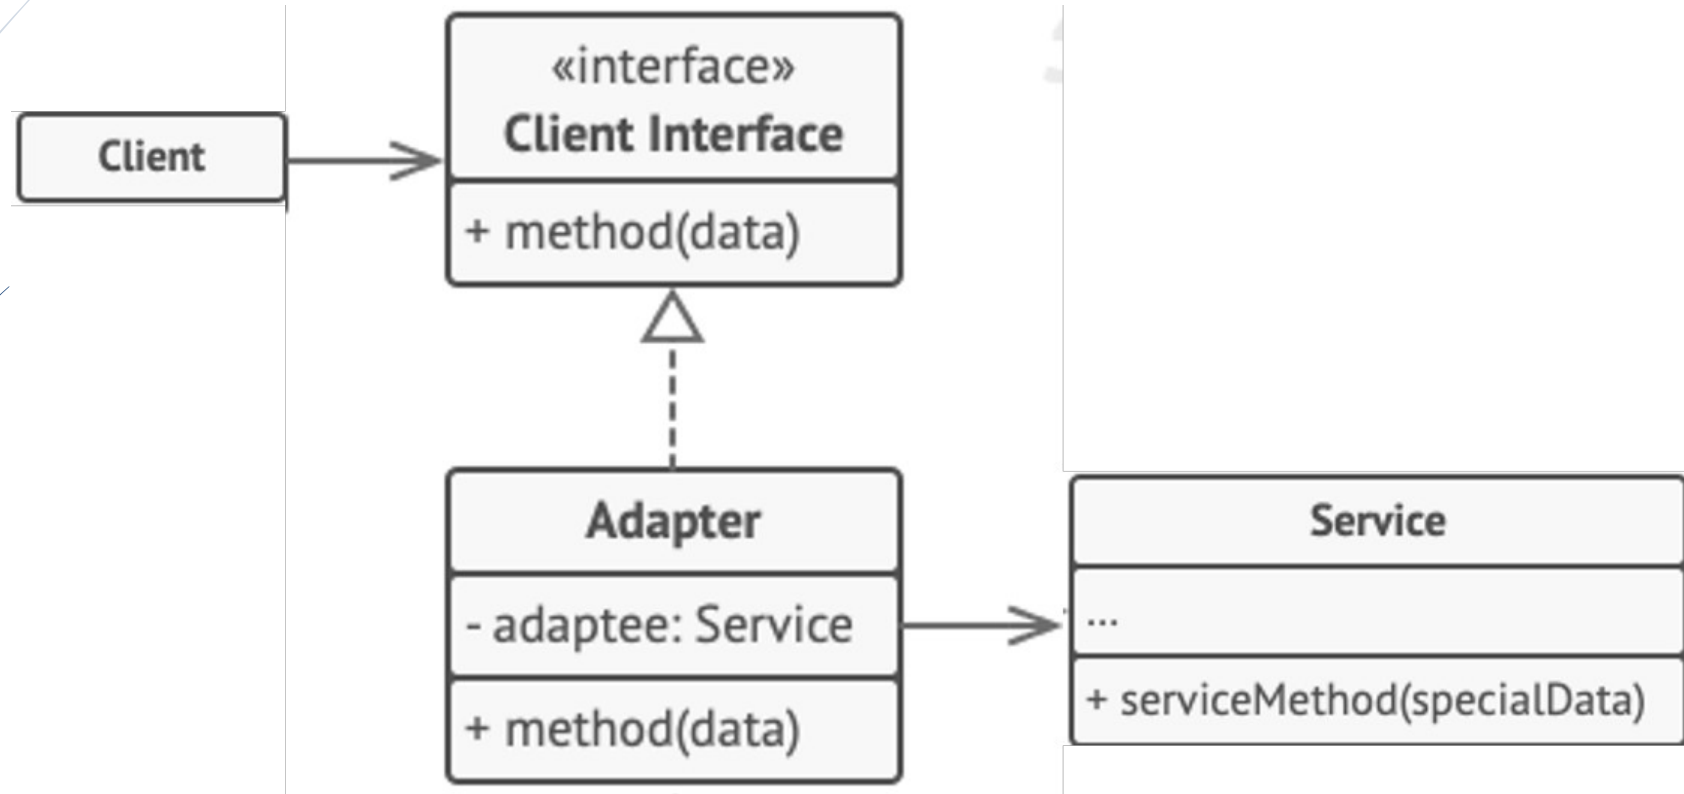 «interface»
Client Interface
Client
+ method(data)
Adapter
- adaptee: Service
+ method(data)
Service
...
+ serviceMethod(specialData)